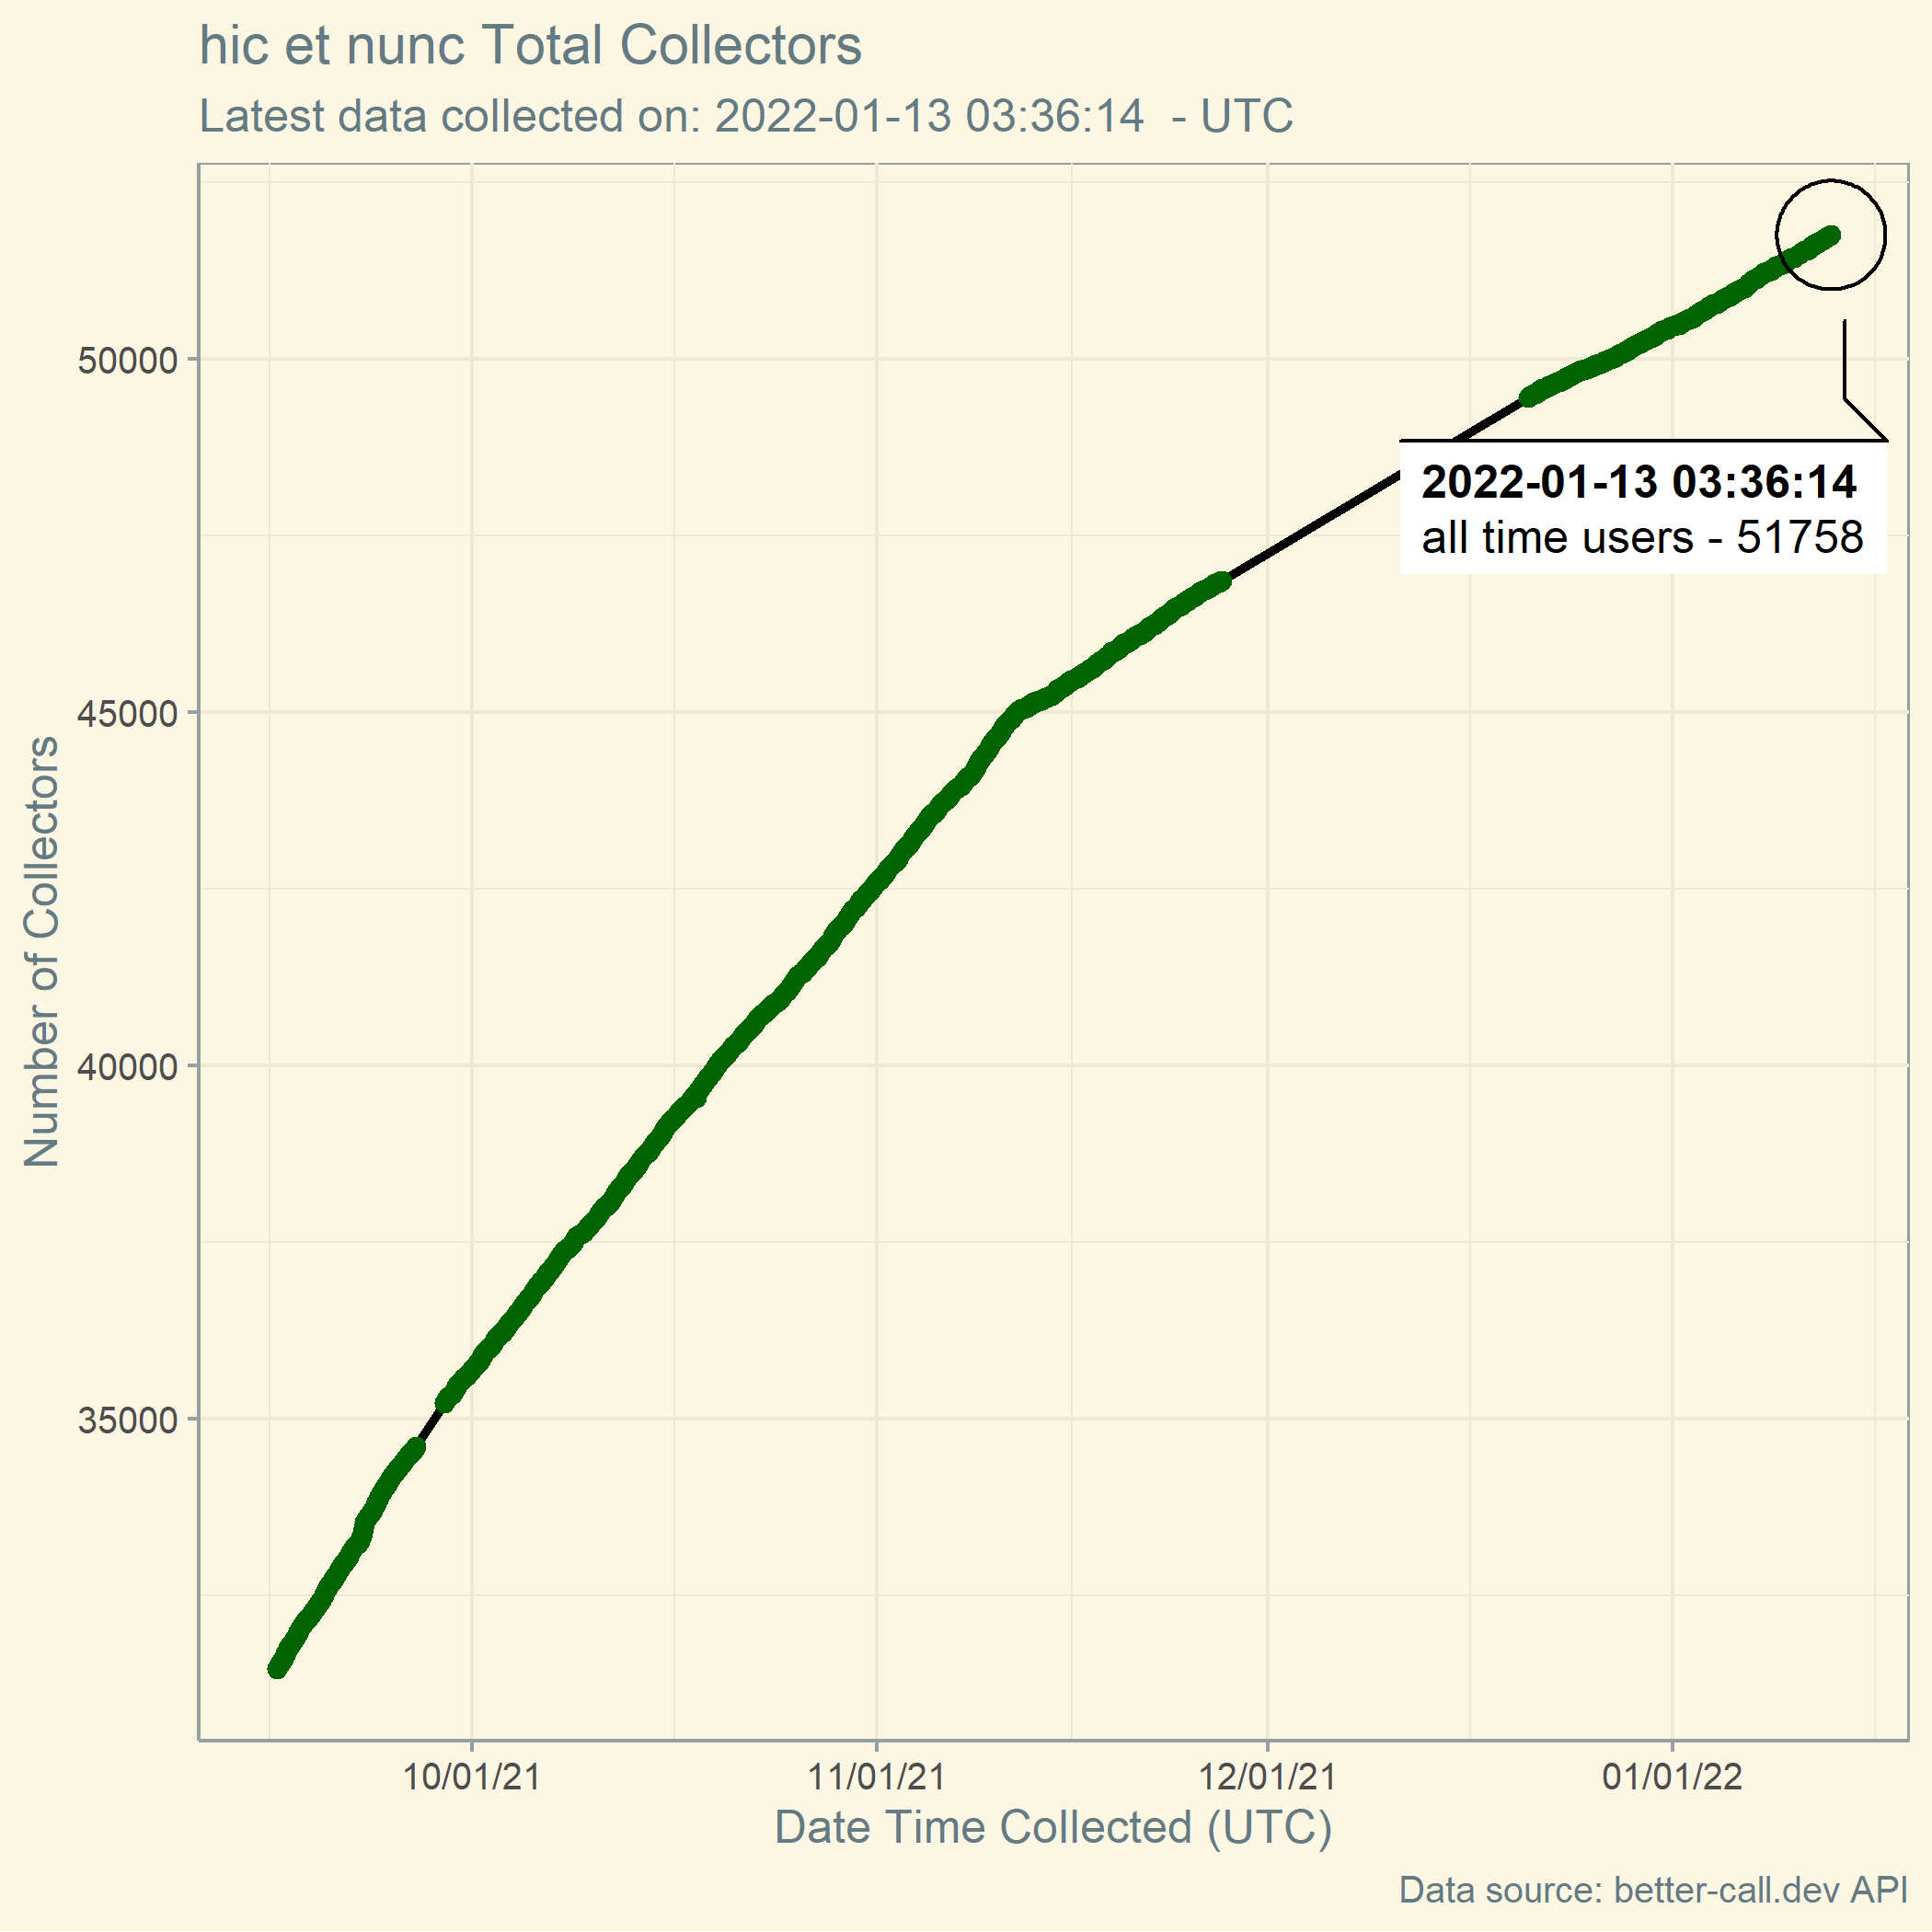 hic et nunc Total Collectors
Latest data collected on: 2022-01-13 03:36:14  - UTC
Number of Collectors
50000
45000
40000
35000
2022-01-13 03:36:14
all time users - 51758
10/01/21
11/01/21
12/01/21
01/01/22
Date Time Collected (UTC)
Data source: better-call.dev API